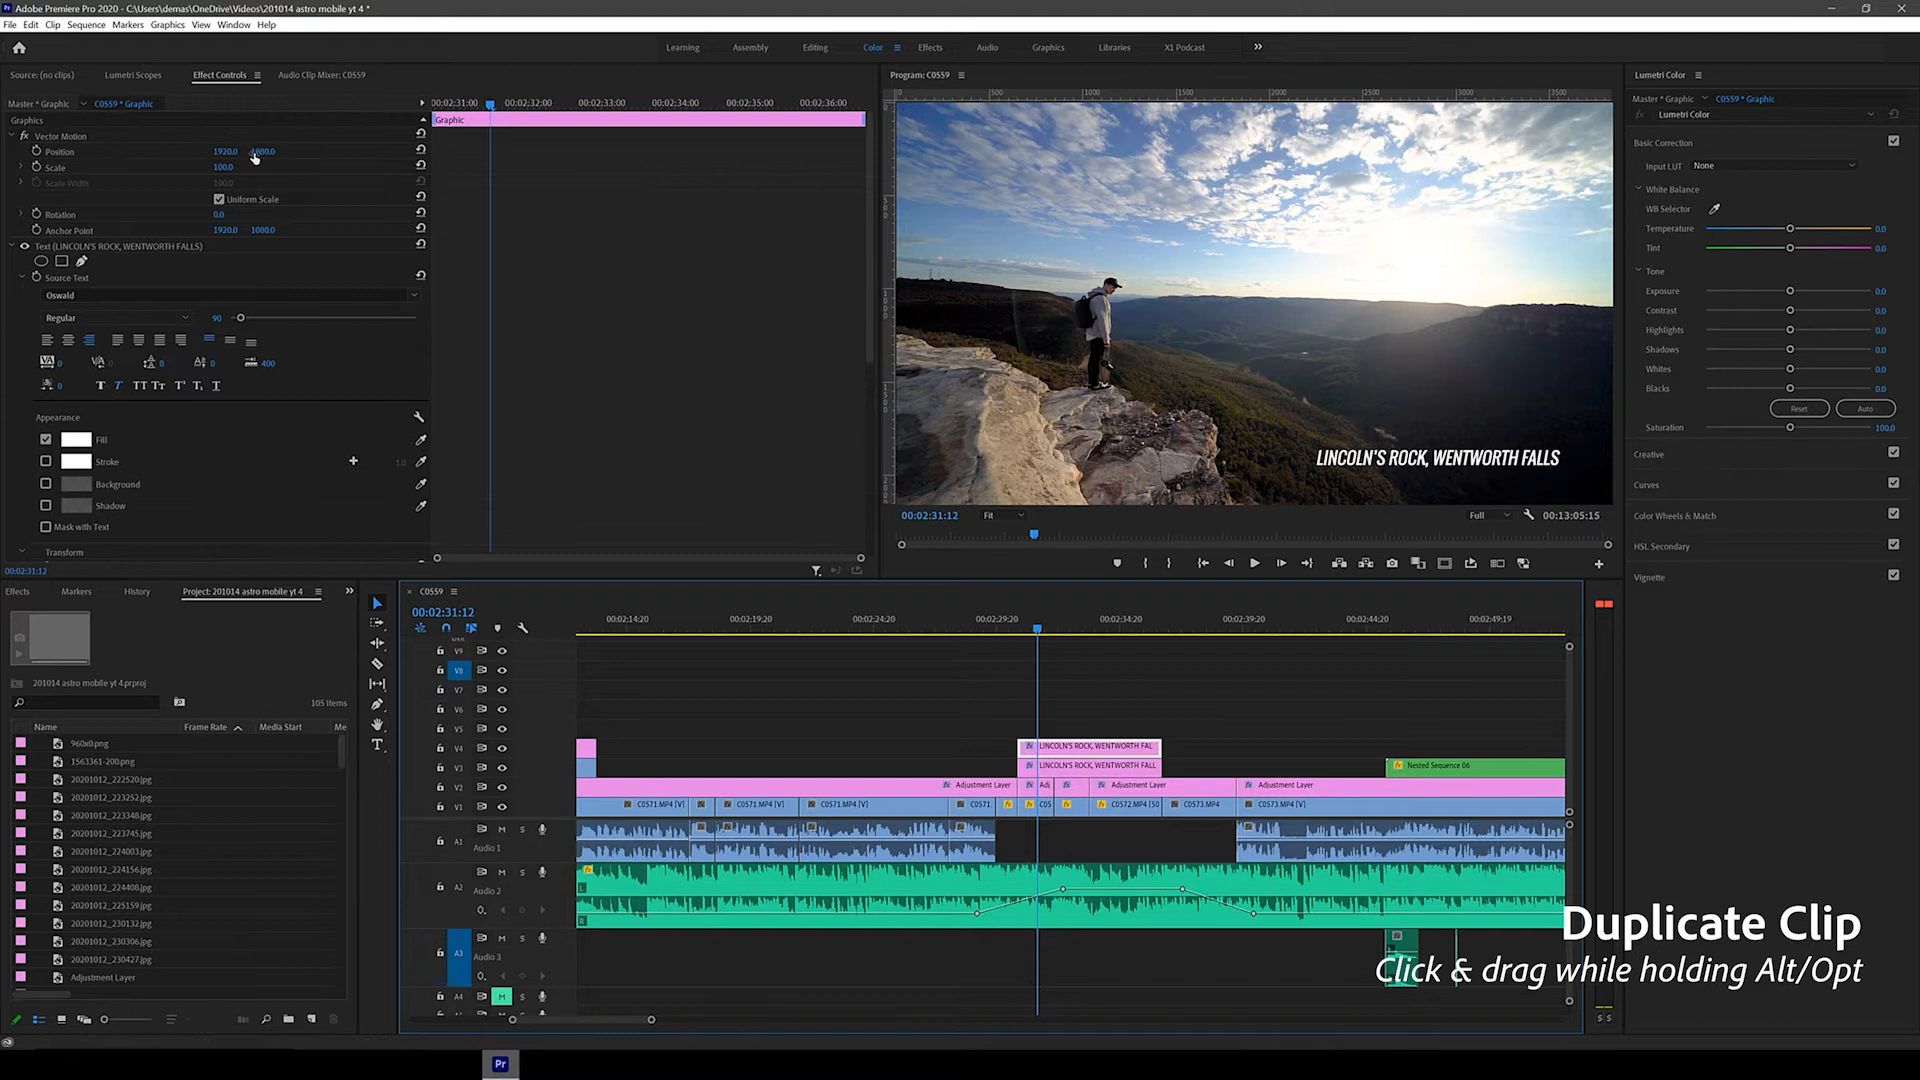 Adobe Premiere Pro 2020 - C:\Users\demas\OneDrive\Videos\201014 astro mobile yt 4 *
File Edit Clip Sequence Markers Graphics View Window Help
Learning Assembly Editing Color Effects Audio Graphics Libraries X1 Podcast
Source: (no clips) Lumetri Scopes Effect Controls Audio Clip Mixer: C0559
Master * Graphic C0559 * Graphic
00:02:31:00 00:02:32:00 00:02:33:00 00:02:34:00 00:02:35:00 00:02:36:00
Graphics
Graphic
fx Vector Motion
Position 1920.0 1080.0
Scale 100.0
Scale Width 100.0
Uniform Scale
Rotation 0.0
Anchor Point 1920.0 1080.0
Text (LINCOLN'S ROCK, WENTWORTH FALLS)
Source Text
Oswald
Regular 90
0 0 0 0 400
0 T T TT Tt T¹ T₁ T
Appearance
Fill
Stroke 1.0
Background
Shadow
Mask with Text
Transform
00:02:31:12
Program: C0559
500 1000 1500 2000 2500 3000 3500
LINCOLN'S ROCK, WENTWORTH FALLS
00:02:31:12 Fit Full 00:13:05:15
Lumetri Color
Master * Graphic C0559 * Graphic
fx Lumetri Color
Basic Correction
Input LUT None
White Balance
WB Selector
Temperature 0.0
Tint 0.0
Tone
Exposure 0.0
Contrast 0.0
Highlights 0.0
Shadows 0.0
Whites 0.0
Blacks 0.0
Reset Auto
Saturation 100.0
Creative
Curves
Color Wheels & Match
HSL Secondary
Vignette
Effects Markers History Project: 201014 astro mobile yt 4
201014 astro mobile yt 4.prproj
105 Items
Name Frame Rate Media Start Me
960x0.png
1563361-200.png
20201012_222520.jpg
20201012_223252.jpg
20201012_223348.jpg
20201012_223745.jpg
20201012_224003.jpg
20201012_224156.jpg
20201012_224408.jpg
20201012_225159.jpg
20201012_230132.jpg
20201012_230306.jpg
20201012_230427.jpg
Adjustment Layer
C0559
00:02:31:12
00:02:14:20 00:02:19:20 00:02:24:20 00:02:29:20 00:02:34:20 00:02:39:20 00:02:44:20 00:02:49:19
V9
V8
V7
V6
V5
V4 LINCOLN'S ROCK, WENTWORTH FAL
V3 LINCOLN'S ROCK, WENTWORTH FALL Nested Sequence 06
V2 Adjustment Layer Adj Adjustment Layer Adjustment Layer
V1 C0571.MP4 [V] C0571.MP4 [V] C0571.MP4 [V] C0571. C05 C0572.MP4 [50 C0573.MP4 C0573.MP4 [V]
A1 M S Audio 1
A2 M S Audio 2
L
R
A3 M S Audio 3
A4 M S
S S
Duplicate Clip
Click & drag while holding Alt/Opt
Pr